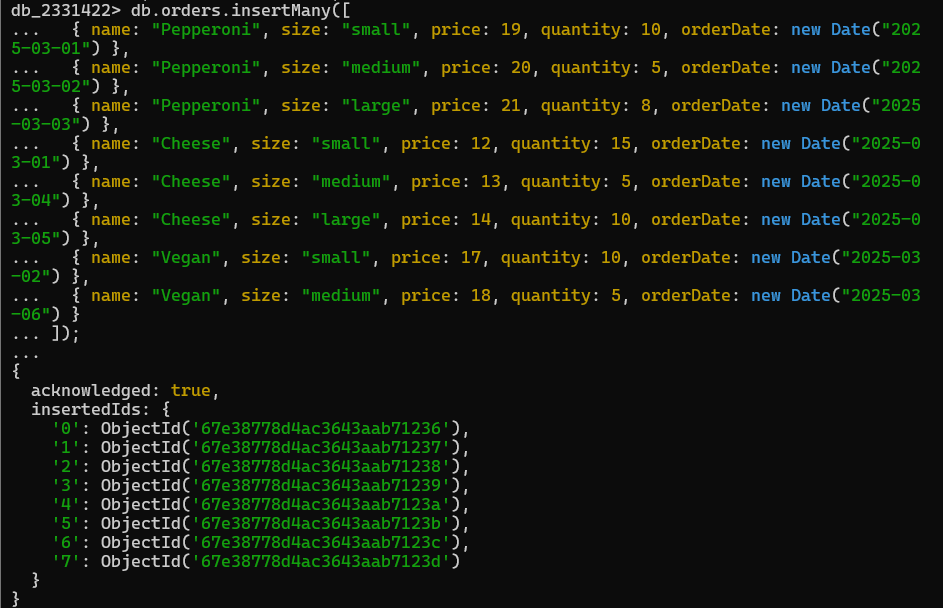 db_2331422> db.orders.insertMany([
...   { name: "Pepperoni", size: "small", price: 19, quantity: 10, orderDate: new Date("202
5-03-01") },
...   { name: "Pepperoni", size: "medium", price: 20, quantity: 5, orderDate: new Date("202
5-03-02") },
...   { name: "Pepperoni", size: "large", price: 21, quantity: 8, orderDate: new Date("2025
-03-03") },
...   { name: "Cheese", size: "small", price: 12, quantity: 15, orderDate: new Date("2025-0
3-01") },
...   { name: "Cheese", size: "medium", price: 13, quantity: 5, orderDate: new Date("2025-0
3-04") },
...   { name: "Cheese", size: "large", price: 14, quantity: 10, orderDate: new Date("2025-0
3-05") },
...   { name: "Vegan", size: "small", price: 17, quantity: 10, orderDate: new Date("2025-03
-02") },
...   { name: "Vegan", size: "medium", price: 18, quantity: 5, orderDate: new Date("2025-03
-06") }
... ]);
...
{
  acknowledged: true,
  insertedIds: {
    '0': ObjectId('67e38778d4ac3643aab71236'),
    '1': ObjectId('67e38778d4ac3643aab71237'),
    '2': ObjectId('67e38778d4ac3643aab71238'),
    '3': ObjectId('67e38778d4ac3643aab71239'),
    '4': ObjectId('67e38778d4ac3643aab7123a'),
    '5': ObjectId('67e38778d4ac3643aab7123b'),
    '6': ObjectId('67e38778d4ac3643aab7123c'),
    '7': ObjectId('67e38778d4ac3643aab7123d')
  }
}